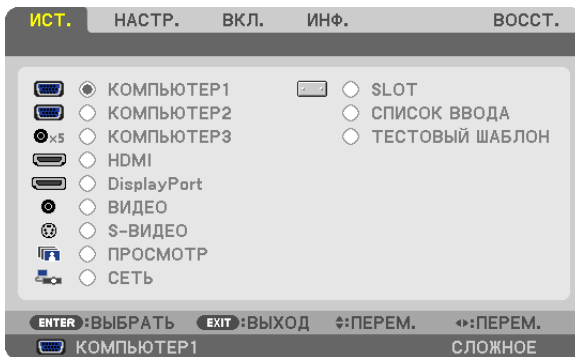 ИСТ. НАСТР. ВКЛ. ИНФ. ВОССТ.
КОМПЬЮТЕР1
КОМПЬЮТЕР2
×5 КОМПЬЮТЕР3
HDMI
DisplayPort
ВИДЕО
S-ВИДЕО
ПРОСМОТР
СЕТЬ
SLOT
СПИСОК ВВОДА
ТЕСТОВЫЙ ШАБЛОН
ENTER:ВЫБРАТЬ EXIT:ВЫХОД :ПЕРЕМ. :ПЕРЕМ.
КОМПЬЮТЕР1 СЛОЖНОЕ